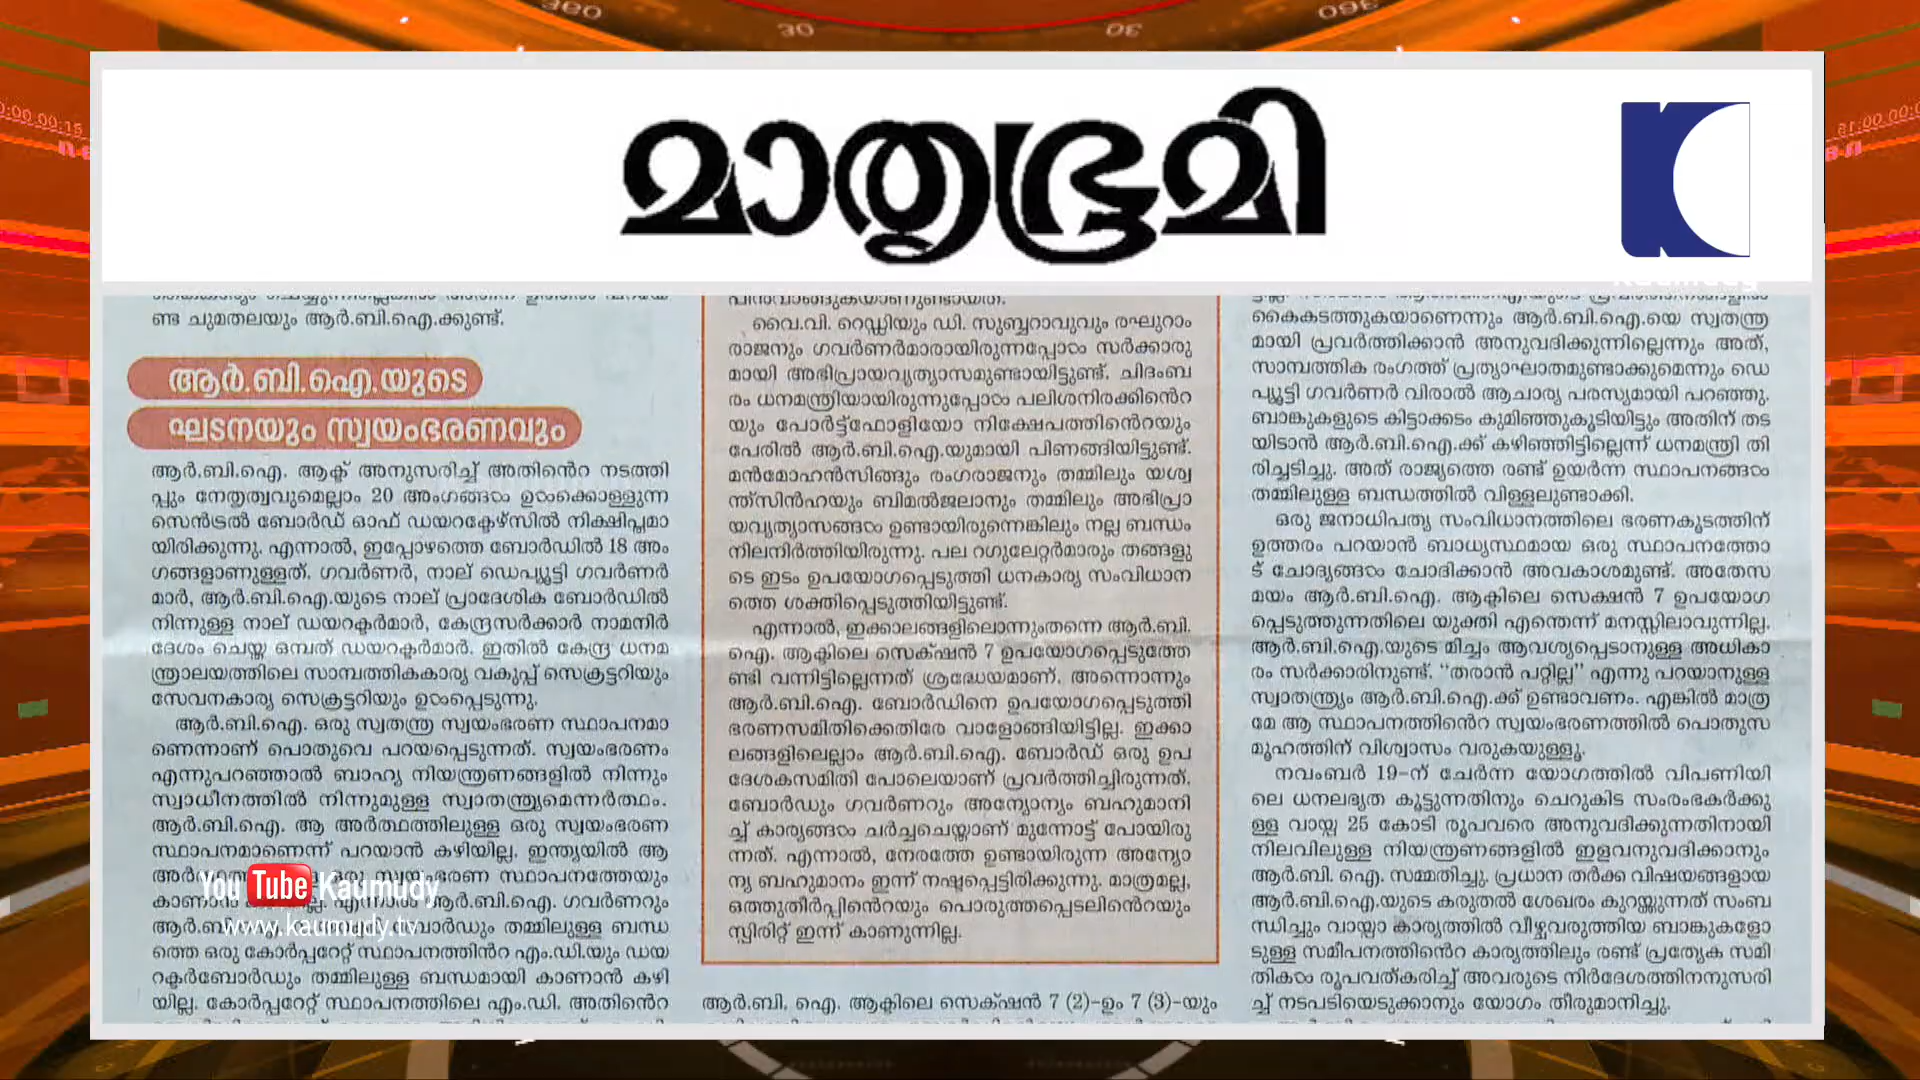 മാതൃഭൂമി
ണ്ട ചുമതലയും ആർ.ബി.ഐ.ക്കുണ്ട്.
ആർ.ബി.ഐ.യുടെ
ഘടനയും സ്വയംഭരണവും
ആർ.ബി.ഐ. ആക്ട് അനുസരിച്ച് അതിന്റെ നടത്തി
പ്പും നേതൃത്വവുമെല്ലാം 20 അംഗങ്ങൾ ഉൾക്കൊള്ളുന്ന
സെൻട്രൽ ബോർഡ് ഓഫ് ഡയറക്ടേഴ്സിൽ നിക്ഷിപ്തമാ
യിരിക്കുന്നു. എന്നാൽ, ഇപ്പോഴത്തെ ബോർഡിൽ 18 അം
ഗങ്ങളാണുള്ളത്. ഗവർണർ, നാല് ഡെപ്യൂട്ടി ഗവർണർ
മാർ, ആർ.ബി.ഐ.യുടെ നാല് പ്രാദേശിക ബോർഡിൽ
നിന്നുള്ള നാല് ഡയറക്ടർമാർ, കേന്ദ്രസർക്കാർ നാമനിർ
ദേശം ചെയ്ത ഒമ്പത് ഡയറക്ടർമാർ. ഇതിൽ കേന്ദ്ര ധനമ
ന്ത്രാലയത്തിലെ സാമ്പത്തികകാര്യ വകുപ്പ് സെക്രട്ടറിയും
സേവനകാര്യ സെക്രട്ടറിയും ഉൾപ്പെടുന്നു.
ആർ.ബി.ഐ. ഒരു സ്വതന്ത്ര സ്വയംഭരണ സ്ഥാപനമാ
ണെന്നാണ് പൊതുവെ പറയപ്പെടുന്നത്. സ്വയംഭരണം
എന്നുപറഞ്ഞാൽ ബാഹ്യ നിയന്ത്രണങ്ങളിൽ നിന്നും
സ്വാധീനത്തിൽ നിന്നുമുള്ള സ്വാതന്ത്ര്യമെന്നർത്ഥം.
ആർ.ബി.ഐ. ആ അർത്ഥത്തിലുള്ള ഒരു സ്വയംഭരണ
സ്ഥാപനമാണെന്ന് പറയാൻ കഴിയില്ല. ഇന്ത്യയിൽ ആ
ഒരു സ്വയംഭരണ സ്ഥാപനത്തേയും
കാണാൻ എന്നാൽ ആർ.ബി.ഐ. ഗവർണറും
ബോർഡും തമ്മിലുള്ള ബന്ധ
ത്തെ ഒരു കോർപ്പറേറ്റ് സ്ഥാപനത്തിൻറ എം.ഡി.യും ഡയ
റക്ടർബോർഡും തമ്മിലുള്ള ബന്ധമായി കാണാൻ കഴി
യില്ല. കോർപ്പറേറ്റ് സ്ഥാപനത്തിലെ എം.ഡി. അതിന്റെ
You Tube Kaumudy
www.kaumudy.tv
പിൻവാങ്ങുകയാണുണ്ടായത്.
വൈ.വി. റെഡ്ഡിയും ഡി. സുബ്ബറാവുവും രഘുറാം
രാജനും ഗവർണർമാരായിരുന്നപ്പോൾ സർക്കാരു
മായി അഭിപ്രായവ്യത്യാസമുണ്ടായിട്ടുണ്ട്. ചിദംബ
രം ധനമന്ത്രിയായിരുന്നുപ്പോൾ പലിശനിരക്കിന്റെ
യും പോർട്ട്ഫോളിയോ നിക്ഷേപത്തിന്റെയും
പേരിൽ ആർ.ബി.ഐ.യുമായി പിണങ്ങിയിട്ടുണ്ട്.
മൻമോഹൻസിങ്ങും രംഗരാജനും തമ്മിലും യശ്വ
ന്ത്സിൻഹയും ബിമൽജലാനും തമ്മിലും അഭിപ്രാ
യവ്യത്യാസങ്ങൾ ഉണ്ടായിരുന്നെങ്കിലും നല്ല ബന്ധം
നിലനിർത്തിയിരുന്നു. പല റഗുലേറ്റർമാരും തങ്ങളു
ടെ ഇടം ഉപയോഗപ്പെടുത്തി ധനകാര്യ സംവിധാന
ത്തെ ശക്തിപ്പെടുത്തിയിട്ടുണ്ട്.
എന്നാൽ, ഇക്കാലങ്ങളിലൊന്നുംതന്നെ ആർ.ബി.
ഐ. ആക്ടിലെ സെക്‌ഷൻ 7 ഉപയോഗപ്പെടുത്തേ
ണ്ടി വന്നിട്ടില്ലെന്നത് ശ്രദ്ധേയമാണ്. അന്നൊന്നും
ആർ.ബി.ഐ. ബോർഡിനെ ഉപയോഗപ്പെടുത്തി
ഭരണസമിതിക്കെതിരേ വാളോങ്ങിയിട്ടില്ല. ഇക്കാ
ലങ്ങളിലെല്ലാം ആർ.ബി.ഐ. ബോർഡ് ഒരു ഉപ
ദേശകസമിതി പോലെയാണ് പ്രവർത്തിച്ചിരുന്നത്.
ബോർഡും ഗവർണറും അന്യോന്യം ബഹുമാനി
ച്ച് കാര്യങ്ങൾ ചർച്ചചെയ്താണ് മുന്നോട്ട് പോയിരു
ന്നത്. എന്നാൽ, നേരത്തേ ഉണ്ടായിരുന്ന അന്യോ
ന്യ ബഹുമാനം ഇന്ന് നഷ്ടപ്പെട്ടിരിക്കുന്നു. മാത്രമല്ല,
ഒത്തുതീർപ്പിന്റെയും പൊരുത്തപ്പെടലിന്റെയും
സ്പിരിറ്റ് ഇന്ന് കാണുന്നില്ല.
ആർ.ബി. ഐ. ആക്ടിലെ സെക്‌ഷൻ 7 (2)-ഉം 7 (3)-യും
കൈകടത്തുകയാണെന്നും ആർ.ബി.ഐ.യെ സ്വതന്ത്ര
മായി പ്രവർത്തിക്കാൻ അനുവദിക്കുന്നില്ലെന്നും അത്,
സാമ്പത്തിക രംഗത്ത് പ്രത്യാഘാതമുണ്ടാക്കുമെന്നും ഡെ
പ്യൂട്ടി ഗവർണർ വിരാൽ ആചാര്യ പരസ്യമായി പറഞ്ഞു.
ബാങ്കുകളുടെ കിട്ടാക്കടം കുമിഞ്ഞുകൂടിയിട്ടും അതിന് തട
യിടാൻ ആർ.ബി.ഐ.ക്ക് കഴിഞ്ഞിട്ടില്ലെന്ന് ധനമന്ത്രി തി
രിച്ചടിച്ചു. അത് രാജ്യത്തെ രണ്ട് ഉയർന്ന സ്ഥാപനങ്ങൾ
തമ്മിലുള്ള ബന്ധത്തിൽ വിള്ളലുണ്ടാക്കി.
ഒരു ജനാധിപത്യ സംവിധാനത്തിലെ ഭരണകൂടത്തിന്
ഉത്തരം പറയാൻ ബാധ്യസ്ഥമായ ഒരു സ്ഥാപനത്തോ
ട് ചോദ്യങ്ങൾ ചോദിക്കാൻ അവകാശമുണ്ട്. അതേസ
മയം ആർ.ബി.ഐ. ആക്ടിലെ സെക്ഷൻ 7 ഉപയോഗ
പ്പെടുത്തുന്നതിലെ യുക്തി എന്തെന്ന് മനസ്സിലാവുന്നില്ല.
ആർ.ബി.ഐ.യുടെ മിച്ചം ആവശ്യപ്പെടാനുള്ള അധികാ
രം സർക്കാരിനുണ്ട്. “തരാൻ പറ്റില്ല” എന്നു പറയാനുള്ള
സ്വാതന്ത്ര്യം ആർ.ബി.ഐ.ക്ക് ഉണ്ടാവണം. എങ്കിൽ മാത്ര
മേ ആ സ്ഥാപനത്തിന്റെ സ്വയംഭരണത്തിൽ പൊതുസ
മൂഹത്തിന് വിശ്വാസം വരുകയുള്ളൂ.
നവംബർ 19-ന് ചേർന്ന യോഗത്തിൽ വിപണിയി
ലെ ധനലഭ്യത കൂട്ടുന്നതിനും ചെറുകിട സംരംഭകർക്കു
ള്ള വായ്പ 25 കോടി രൂപവരെ അനുവദിക്കുന്നതിനായി
നിലവിലുള്ള നിയന്ത്രണങ്ങളിൽ ഇളവനുവദിക്കാനും
ആർ.ബി. ഐ. സമ്മതിച്ചു. പ്രധാന തർക്ക വിഷയങ്ങളായ
ആർ.ബി.ഐ.യുടെ കരുതൽ ശേഖരം കുറയ്ക്കുന്നത് സംബ
ന്ധിച്ചും വായ്പാ കാര്യത്തിൽ വീഴ്ചവരുത്തിയ ബാങ്കുകളോ
ടുള്ള സമീപനത്തിന്റെ കാര്യത്തിലും രണ്ട് പ്രത്യേക സമി
തികൾ രൂപവത്കരിച്ച് അവരുടെ നിർദേശത്തിനനുസരി
ച്ച് നടപടിയെടുക്കാനും യോഗം തീരുമാനിച്ചു.